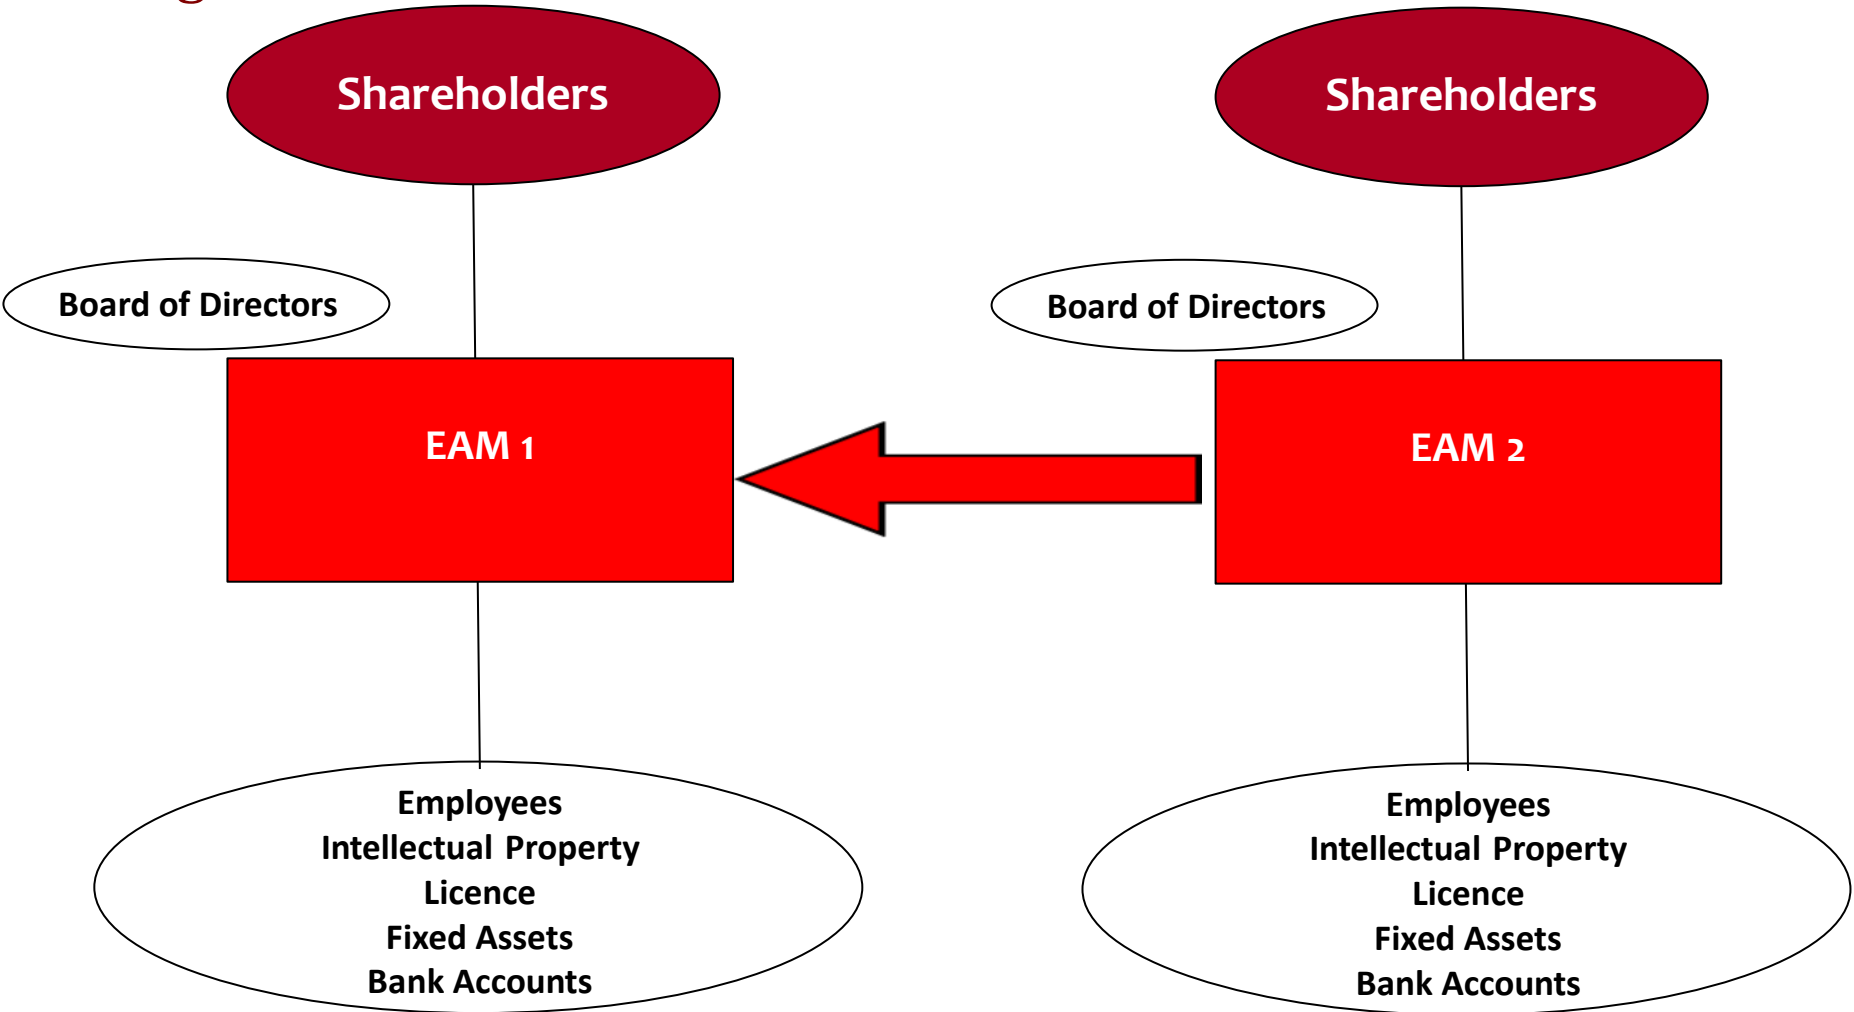 Shareholders
Board of Directors
EAM 1
Employees
Intellectual Property
Licence
Fixed Assets
Bank Accounts
Shareholders
Board of Directors
EAM 2
Employees
Intellectual Property
Licence
Fixed Assets
Bank Accounts